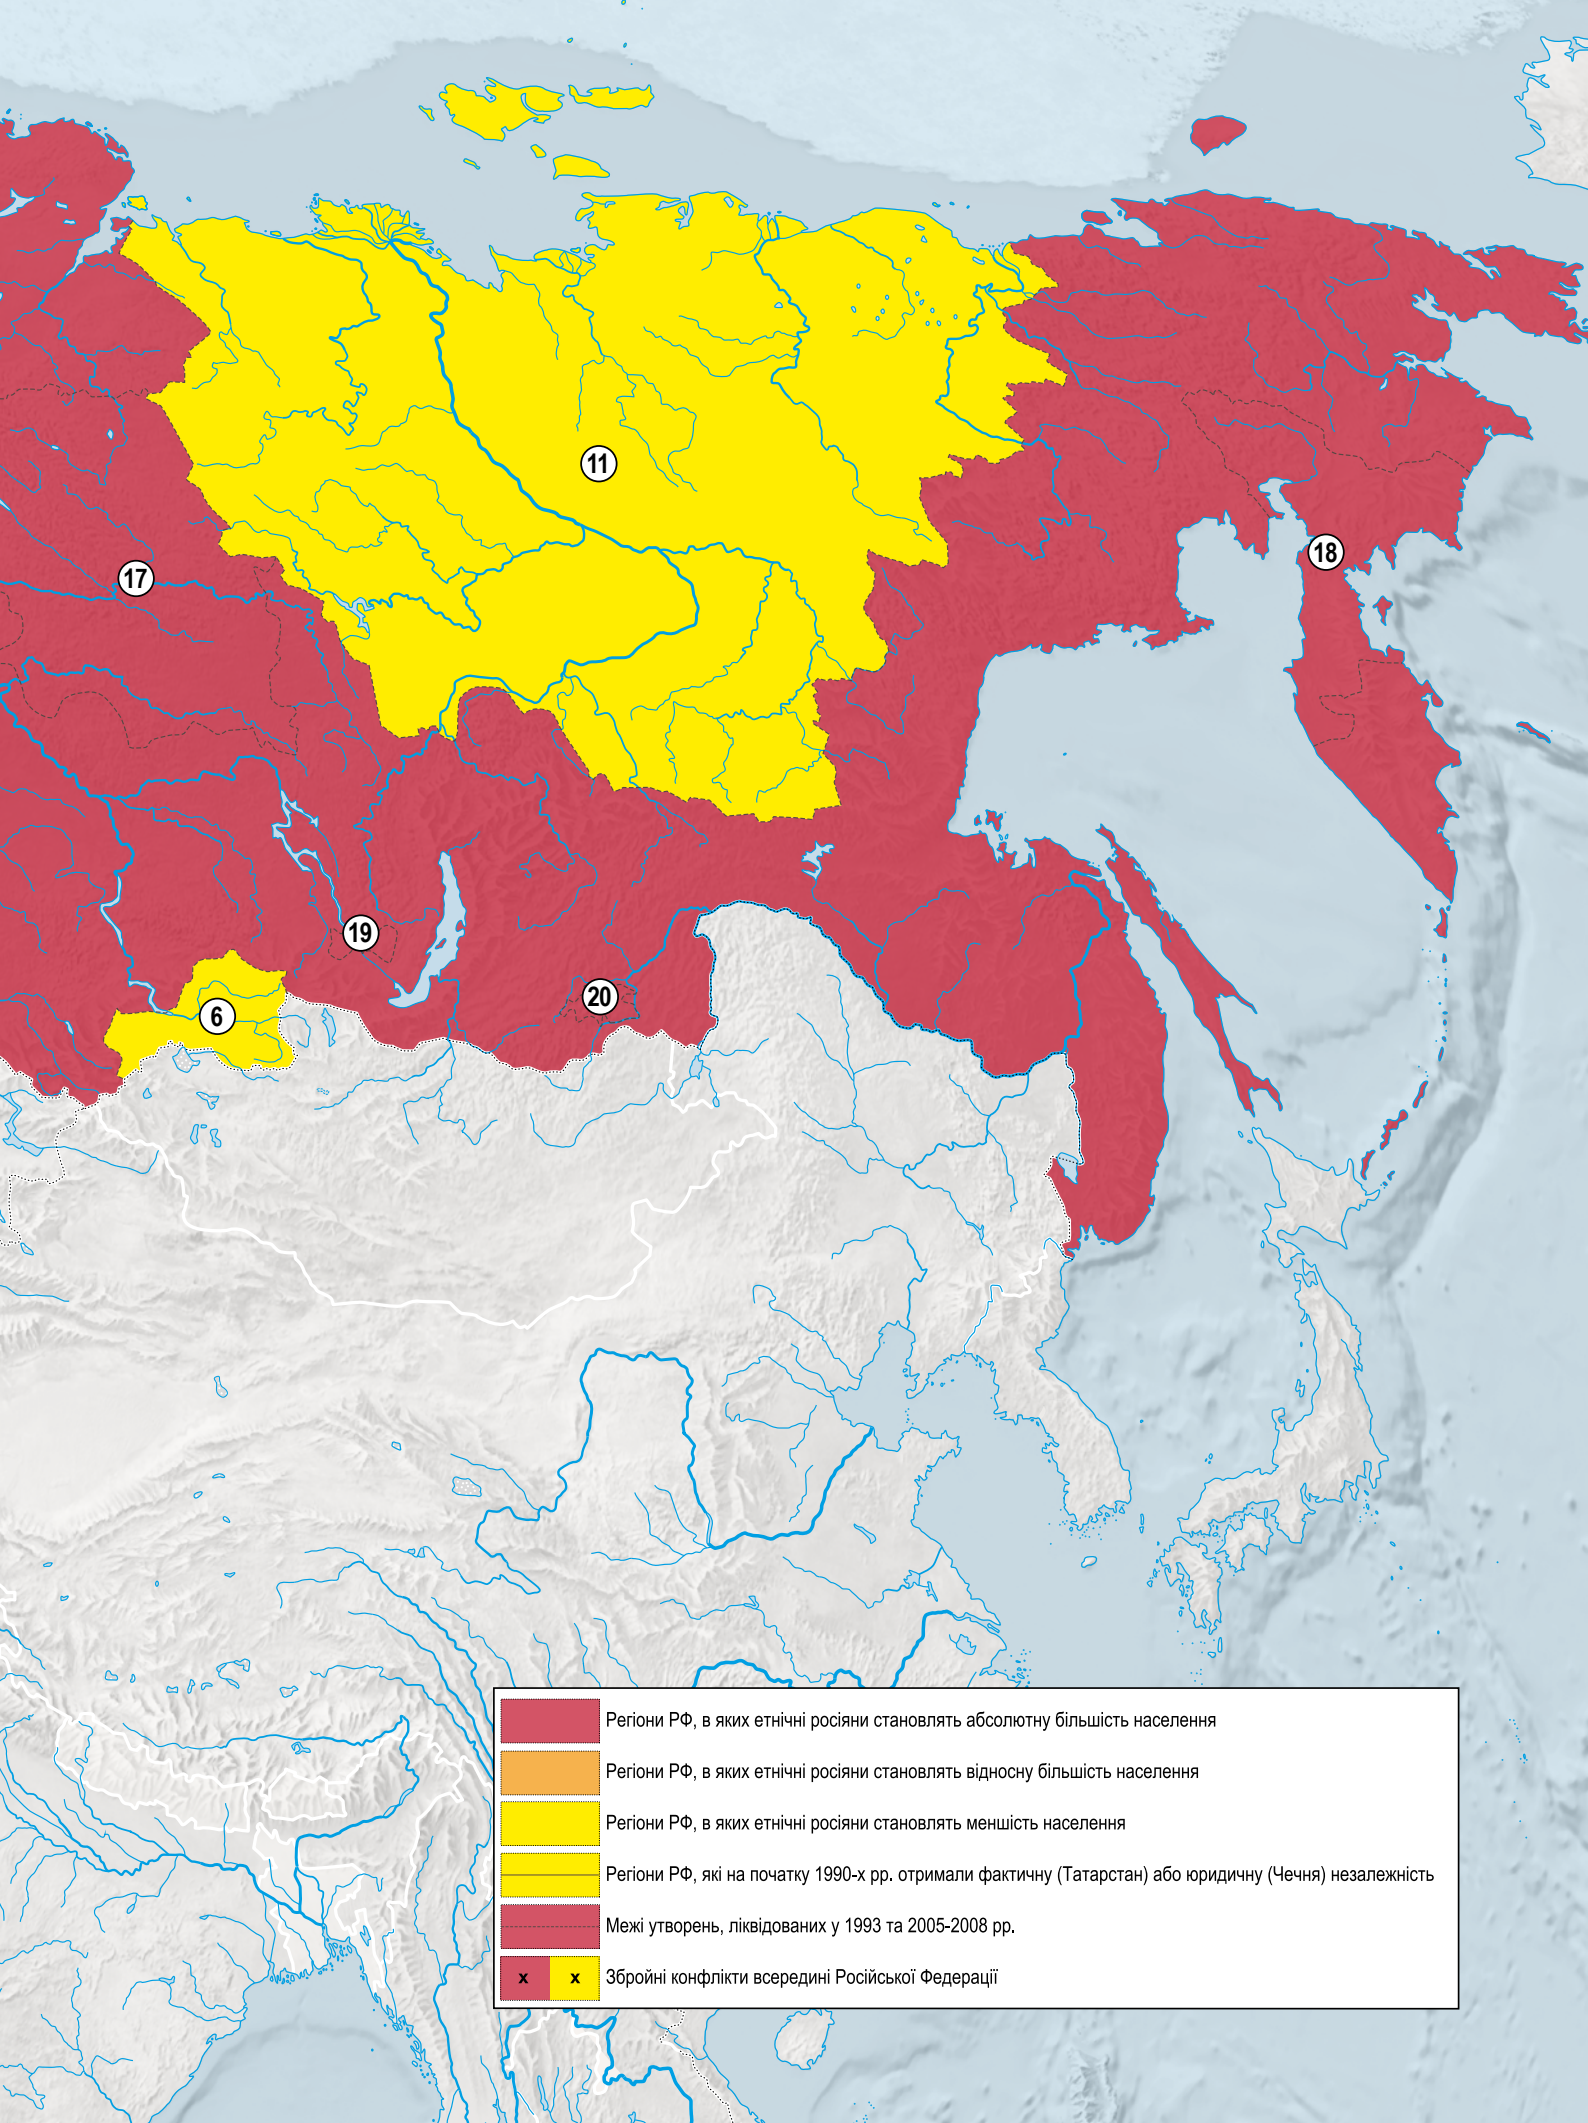 11
17
18
19
20
6
Регіони РФ, в яких етнічні росіяни становлять абсолютну більшість населення
Регіони РФ, в яких етнічні росіяни становлять відносну більшість населення
Регіони РФ, в яких етнічні росіяни становлять меншість населення
Регіони РФ, які на початку 1990-х рр. отримали фактичну (Татарстан) або юридичну (Чечня) незалежність
Межі утворень, ліквідованих у 1993 та 2005-2008 рр.
x x Збройні конфлікти всередині Російської Федерації